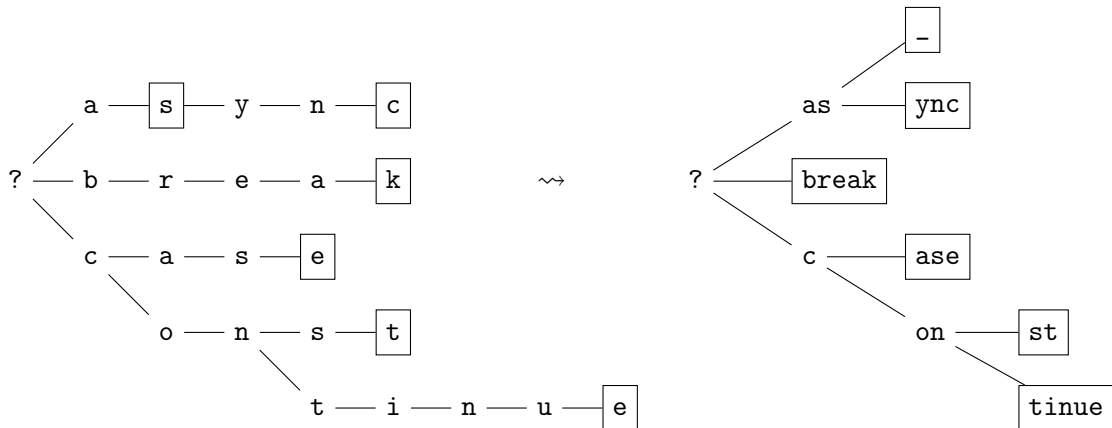 _
a s y n c as ync
? b r e a k ⇝ ? break
c a s e c ase
o n s t on st
t i n u e tinue